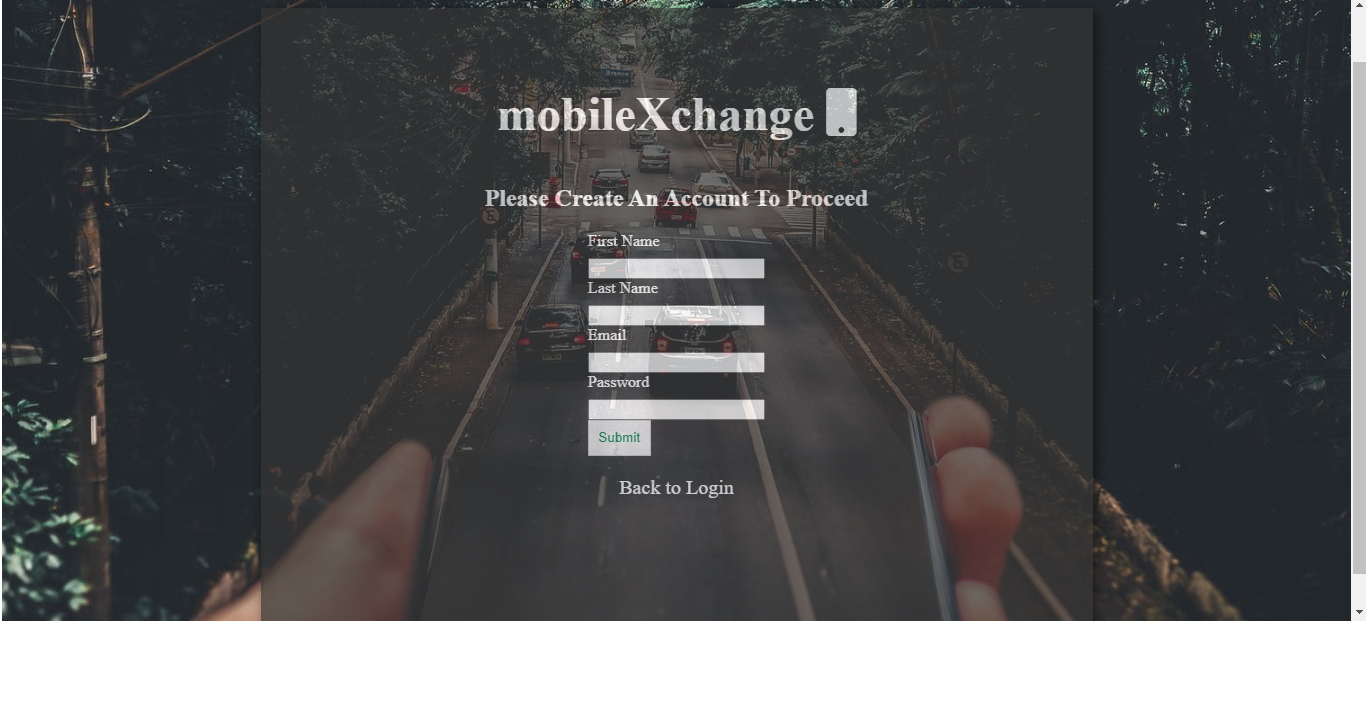 mobileXchange
Please Create An Account To Proceed
First Name
Last Name
Email
Password
Submit
Back to Login